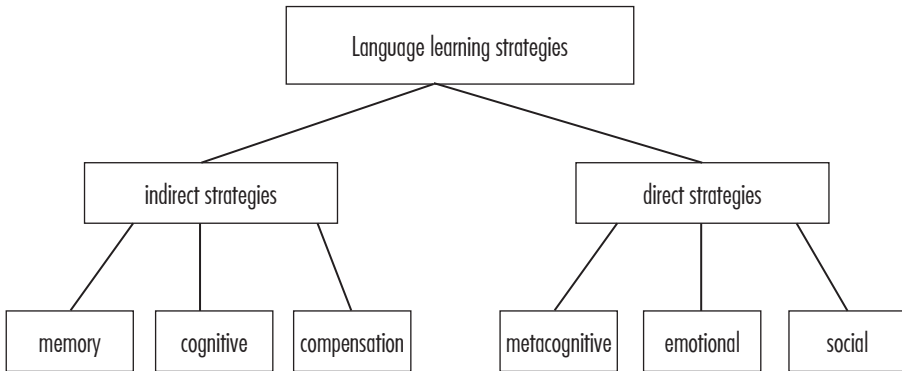 Language learning strategies
indirect strategies
direct strategies
memory
cognitive
compensation
metacognitive
emotional
social